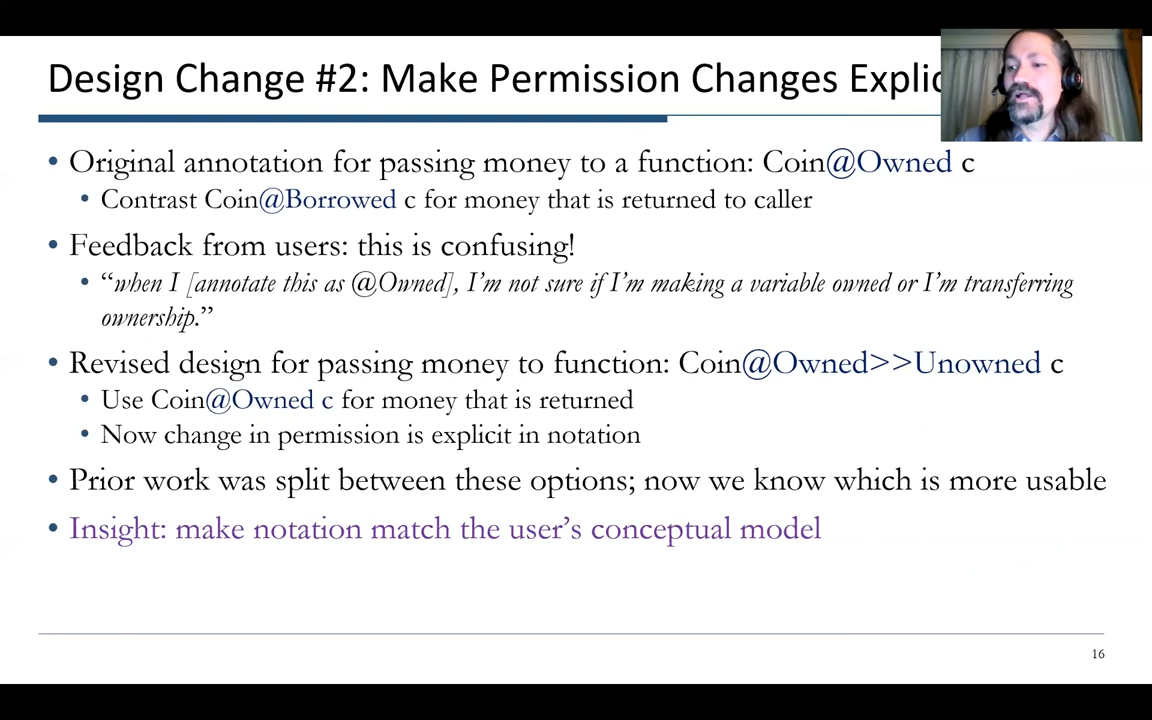 Design Change #2: Make Permission Changes
• Original annotation for passing money to a function: Coin@Owned c
• Contrast Coin@Borrowed c for money that is returned to caller
• Feedback from users: this is confusing!
• “when I [annotate this as @Owned], I’m not sure if I’m making a variable owned or I’m transferring
ownership.”
• Revised design for passing money to function: Coin@Owned>>Unowned c
• Use Coin@Owned c for money that is returned
• Now change in permission is explicit in notation
• Prior work was split between these options; now we know which is more usable
• Insight: make notation match the user’s conceptual model
16